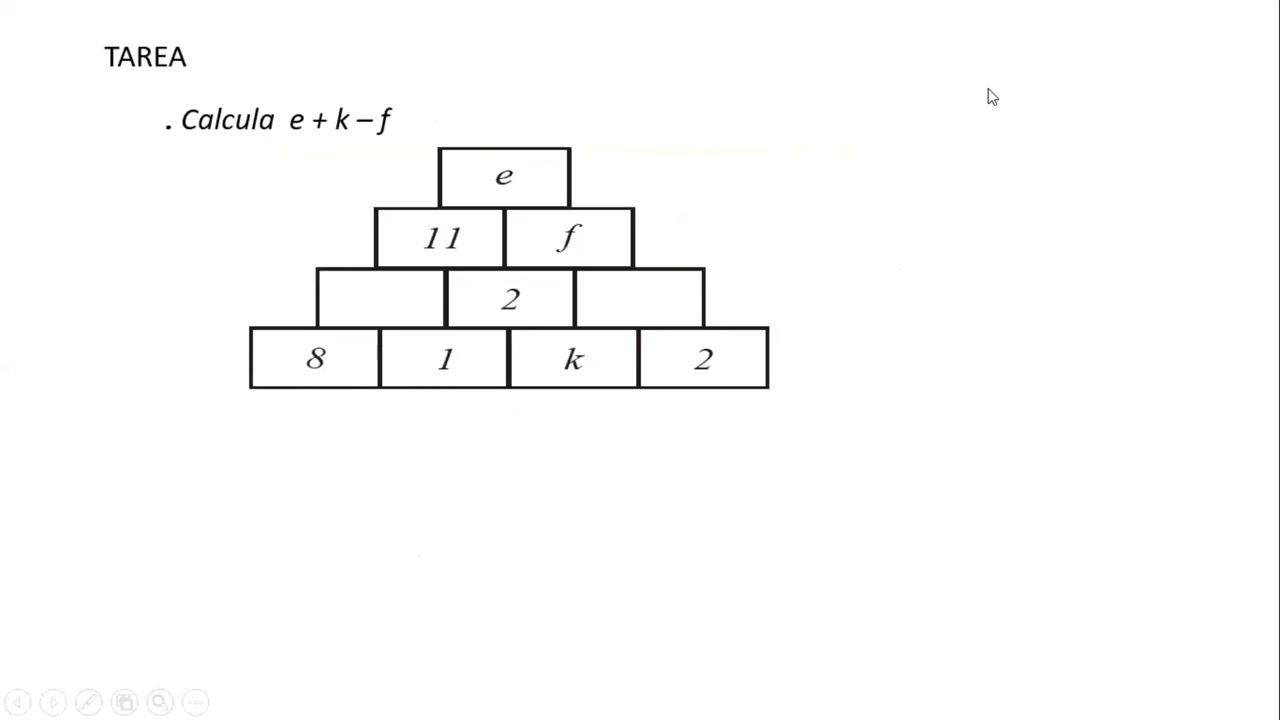 TAREA
. Calcula e + k – f
e
11 f
2
8 1 k 2